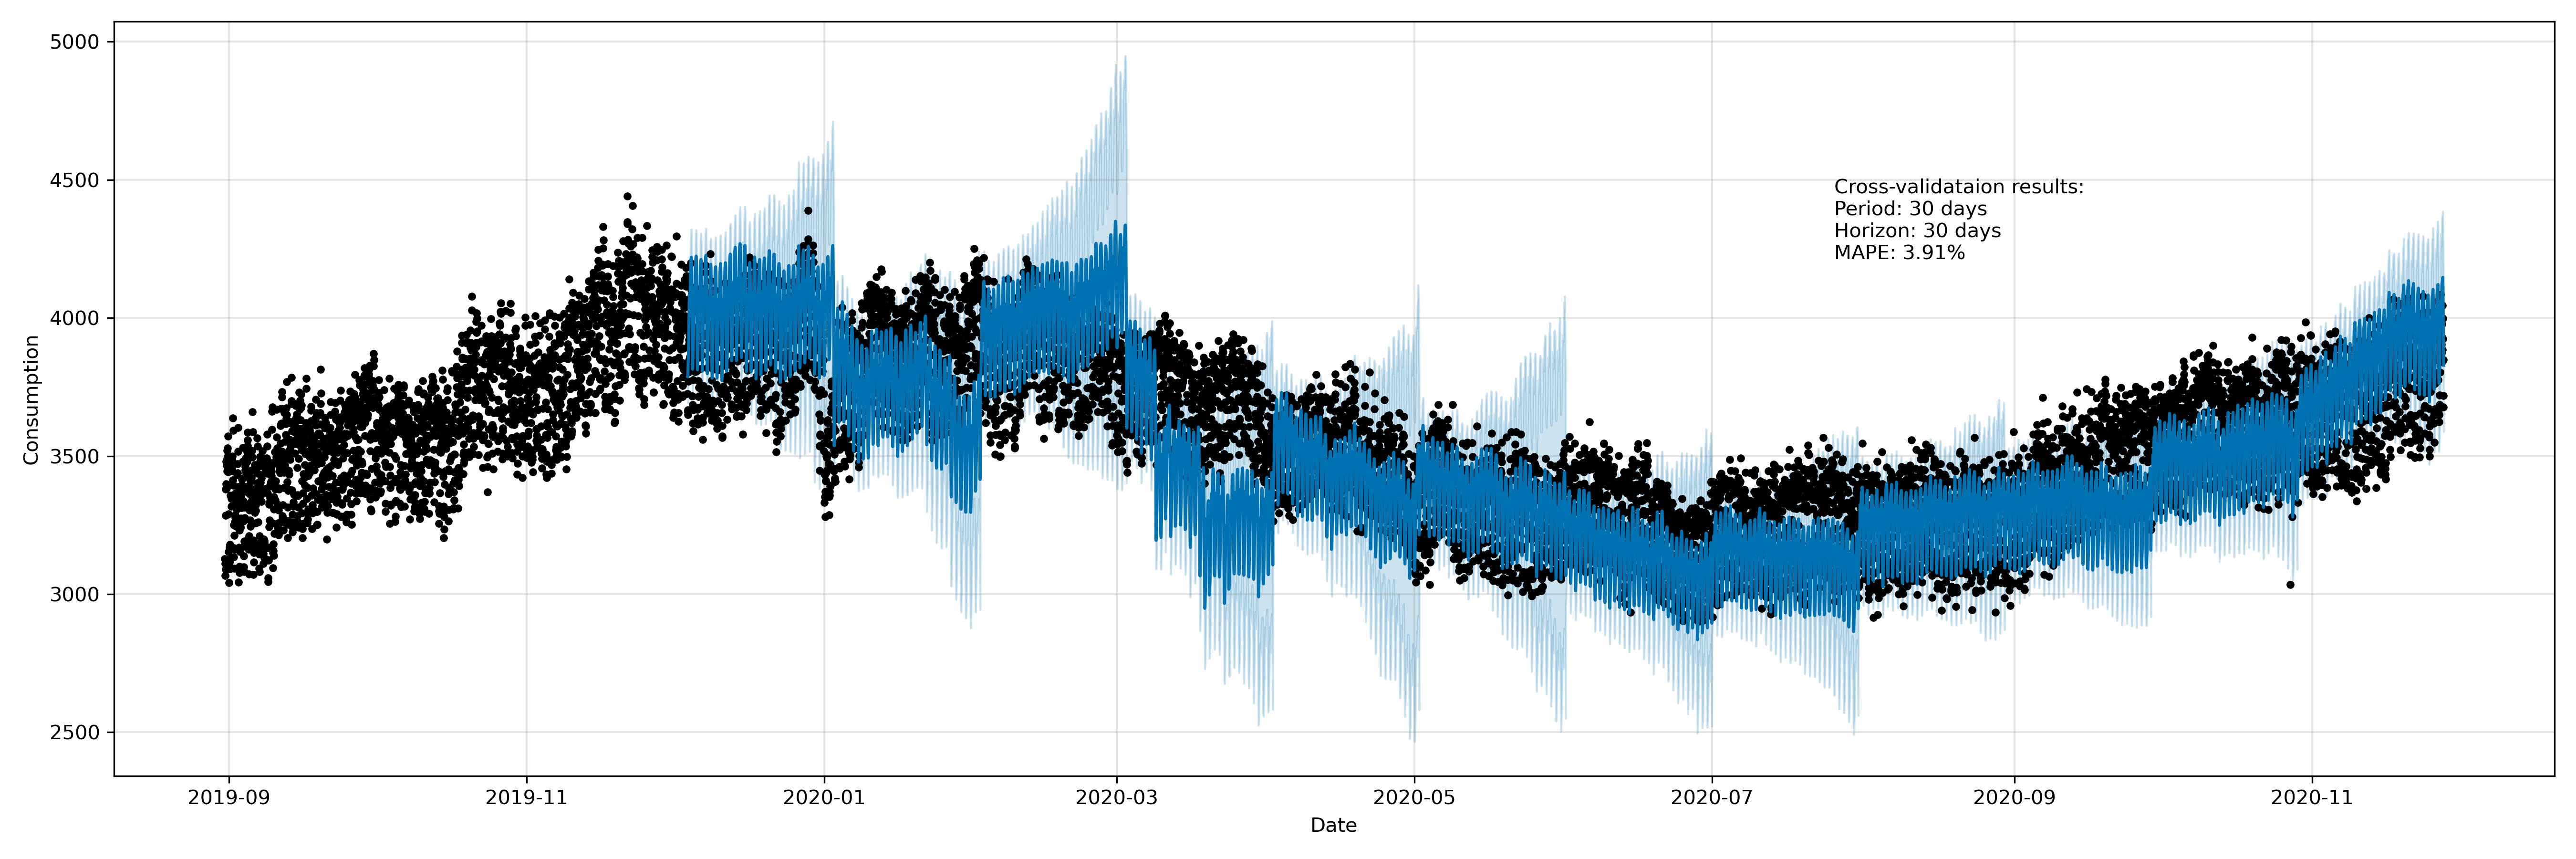 5000
4500
4000
3500
3000
2500
Consumption
Cross-validataion results:
Period: 30 days
Horizon: 30 days
MAPE: 3.91%
2019-09 2019-11 2020-01 2020-03 2020-05 2020-07 2020-09 2020-11
Date